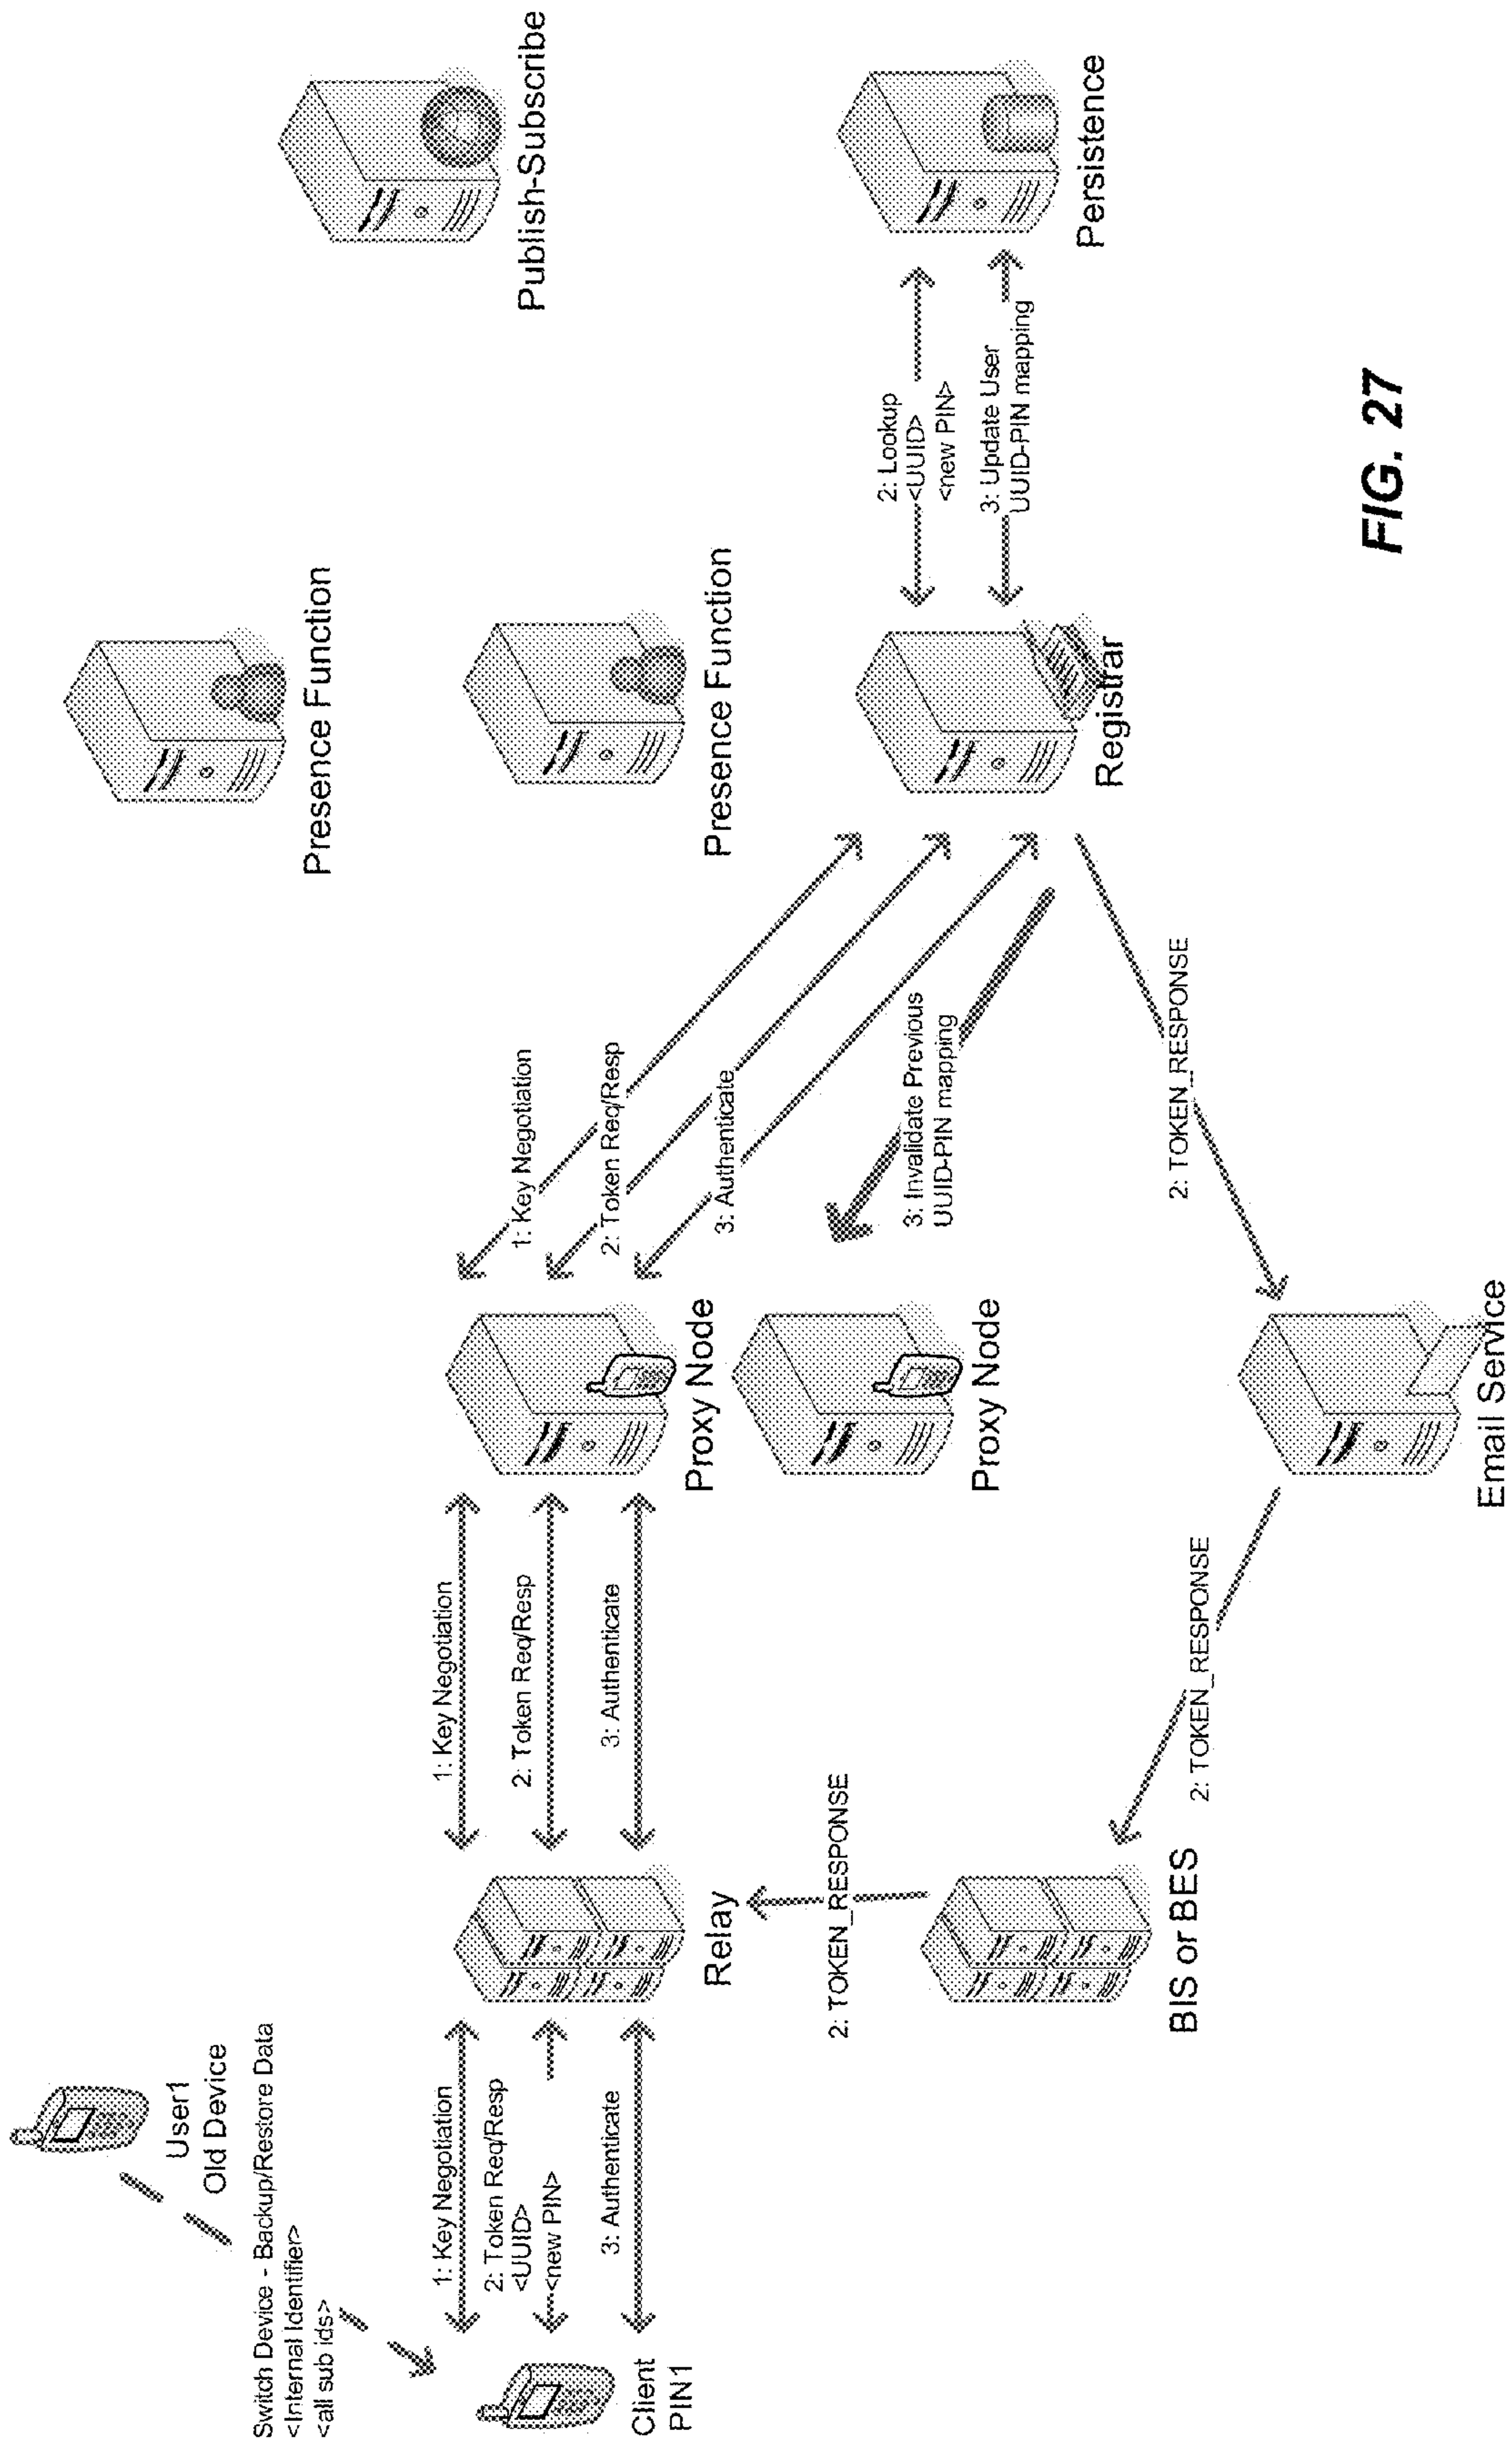 User1
Old Device
Switch Device - Backup/Restore Data
<Internal Identifier>
<all sub ids>
Client
PIN1
1: Key Negotiation
2: Token Req/Resp
<UUID>
<new PIN>
3: Authenticate
Relay
2: TOKEN_RESPONSE
BIS or BES
1: Key Negotiation
2: Token Req/Resp
3: Authenticate
Proxy Node
Proxy Node
2: TOKEN_RESPONSE
Email Service
1: Key Negotiation
2: Token Req/Resp
3: Authenticate
3: Invalidate Previous
UUID-PIN mapping
2: TOKEN_RESPONSE
Presence Function
Presence Function
Registrar
2: Lookup
<UUID>
<new PIN>
3: Update User
UUID-PIN mapping
Publish-Subscribe
Persistence
FIG. 27